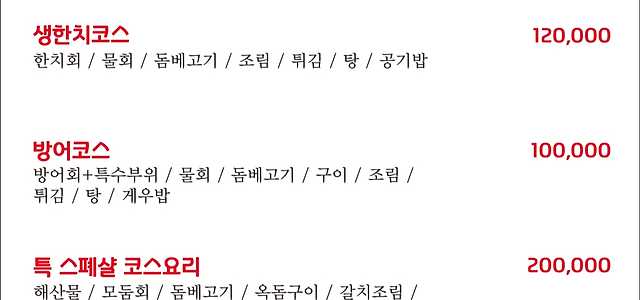 생한치코스 120,000
한치회 / 물회 / 돔베고기 / 조림 / 튀김 / 탕 / 공기밥
방어코스 100,000
방어회+특수부위 / 물회 / 돔베고기 / 구이 / 조림 /
튀김 / 탕 / 게우밥
특 스폐샬 코스요리 200,000
해산물 / 모둠회 / 돔베고기 / 옥돔구이 / 갈치조림 /